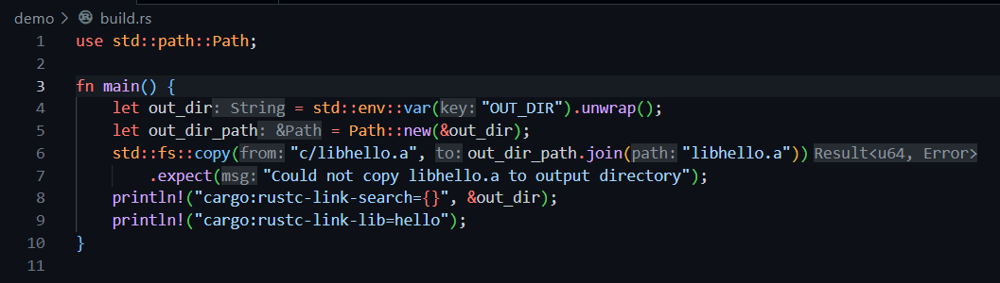 demo > build.rs
1 use std::path::Path;
2
3 fn main() {
4 let out_dir: String = std::env::var(key: "OUT_DIR").unwrap();
5 let out_dir_path: &Path = Path::new(&out_dir);
6 std::fs::copy(from: "c/libhello.a", to: out_dir_path.join(path: "libhello.a")) Result<u64, Error>
7 .expect(msg: "Could not copy libhello.a to output directory");
8 println!("cargo:rustc-link-search={}", &out_dir);
9 println!("cargo:rustc-link-lib=hello");
10 }
11